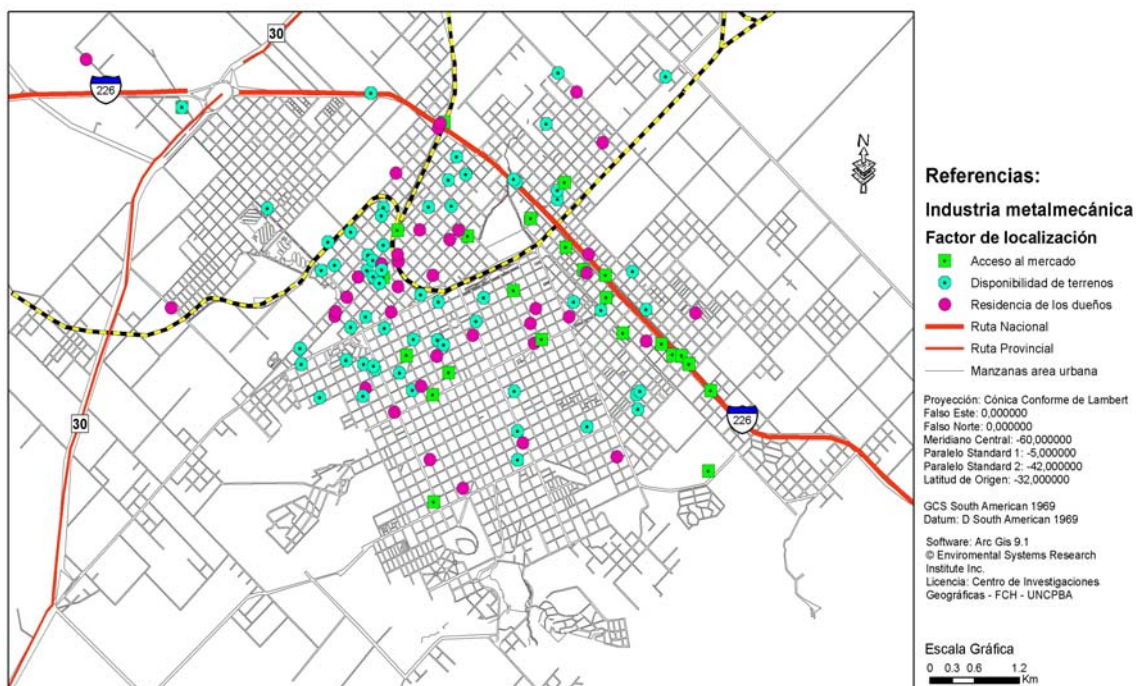 30
226
N
30
226
Referencias:
Industria metalmecánica
Factor de localización
Acceso al mercado
Disponibilidad de terrenos
Residencia de los dueños
Ruta Nacional
Ruta Provincial
Manzanas area urbana
Proyección: Cónica Conforme de Lambert
Falso Este: 0,000000
Falso Norte: 0,000000
Meridiano Central: -60,000000
Paralelo Standard 1: -5,000000
Paralelo Standard 2: -42,000000
Latitud de Origen: -32,000000
GCS South American 1969
Datum: D South American 1969
Software: Arc Gis 9.1
© Enviromental Systems Research
Institute Inc.
Licencia: Centro de Investigaciones
Geográficas - FCH - UNCPBA
Escala Gráfica
0 0.3 0.6 1.2
Km